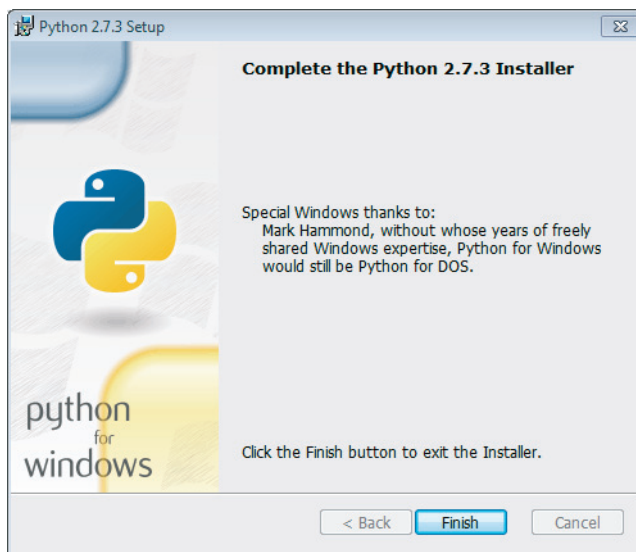 Python 2.7.3 Setup
Complete the Python 2.7.3 Installer
Special Windows thanks to:
Mark Hammond, without whose years of freely
shared Windows expertise, Python for Windows
would still be Python for DOS.
python
for
windows
Click the Finish button to exit the Installer.
< Back
Finish
Cancel